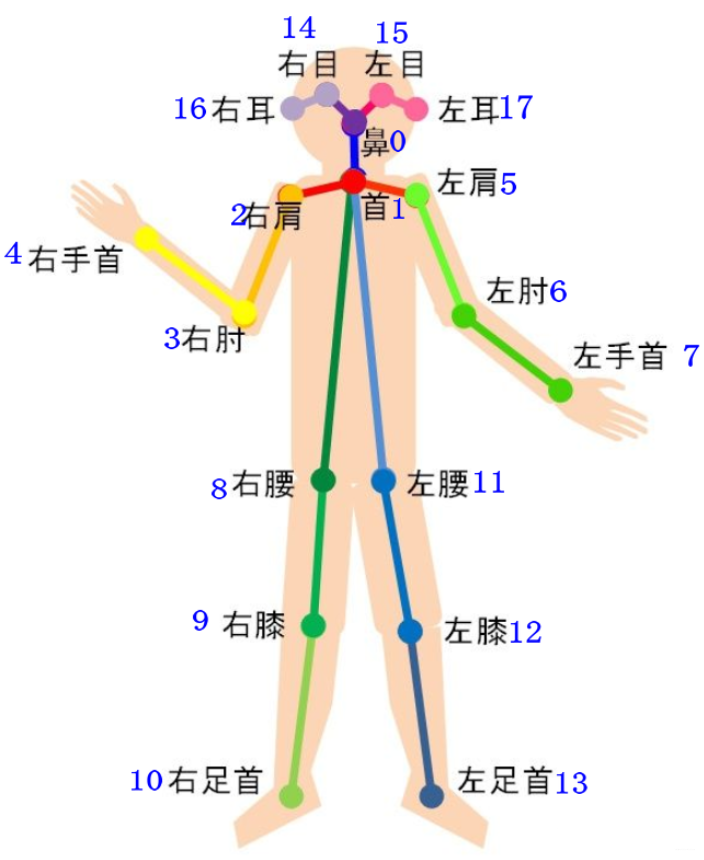 14
15
右目
左目
16右耳
左耳17
鼻0
左肩5
2右肩
首1
4右手首
左肘6
3右肘
左手首 7
8右腰
左腰11
9 右膝
左膝12
10右足首
左足首13